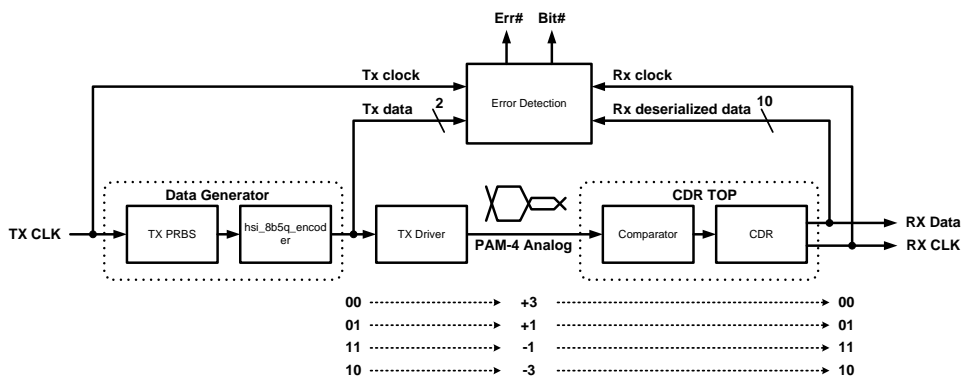 Err# Bit#
Tx clock
Rx clock
Error Detection
Tx data
2
Rx deserialized data
10
Data Generator
CDR TOP
TX CLK
TX PRBS
hsi_8b5q_encod
er
TX Driver
PAM-4 Analog
Comparator
CDR
RX Data
RX CLK
00 +3 00
01 +1 01
11 -1 11
10 -3 10